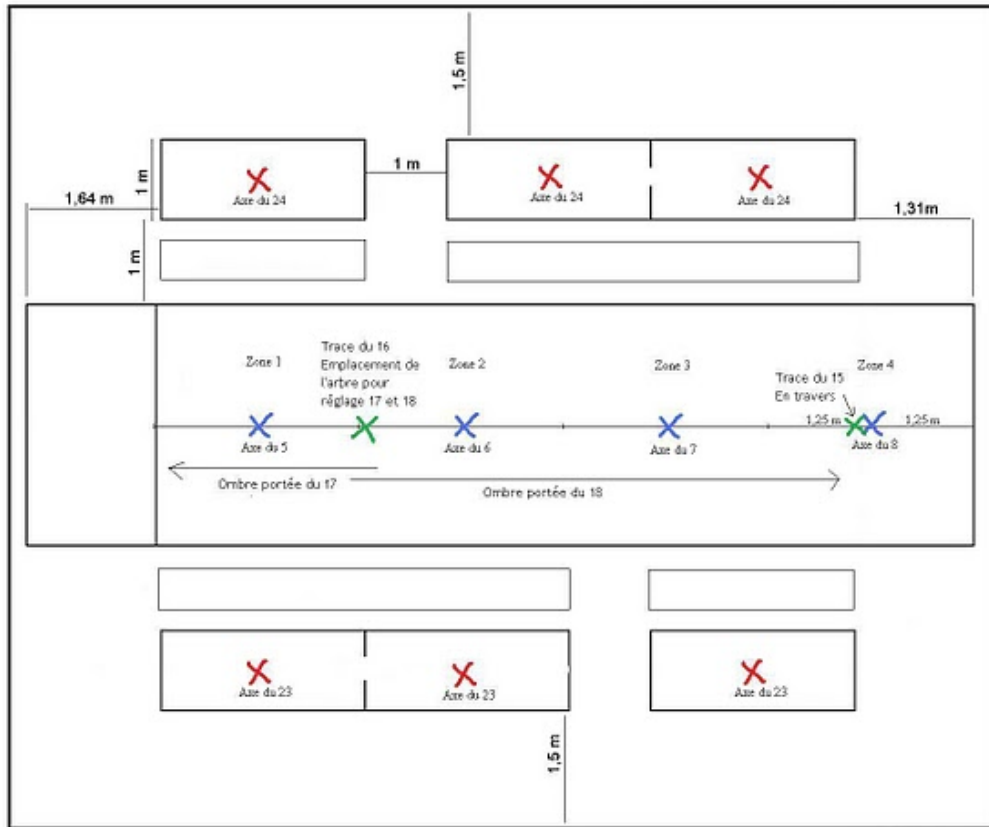 1,5 m
1 m
1 m
Axe du 24
Axe du 24
Axe du 24
1,64 m
1,31m
1 m
Zone 1
Trace du 16
Emplacement de
l'arbre pour
réglage 17 et 18
Zone 2
Zone 3
Zone 4
Trace du 15
En travers
1,25 m
1,25 m
Axe du 5
Axe du 6
Axe du 7
Axe du 8
Ombre portée du 17
Ombre portée du 18
Axe du 23
Axe du 23
Axe du 23
1,5 m